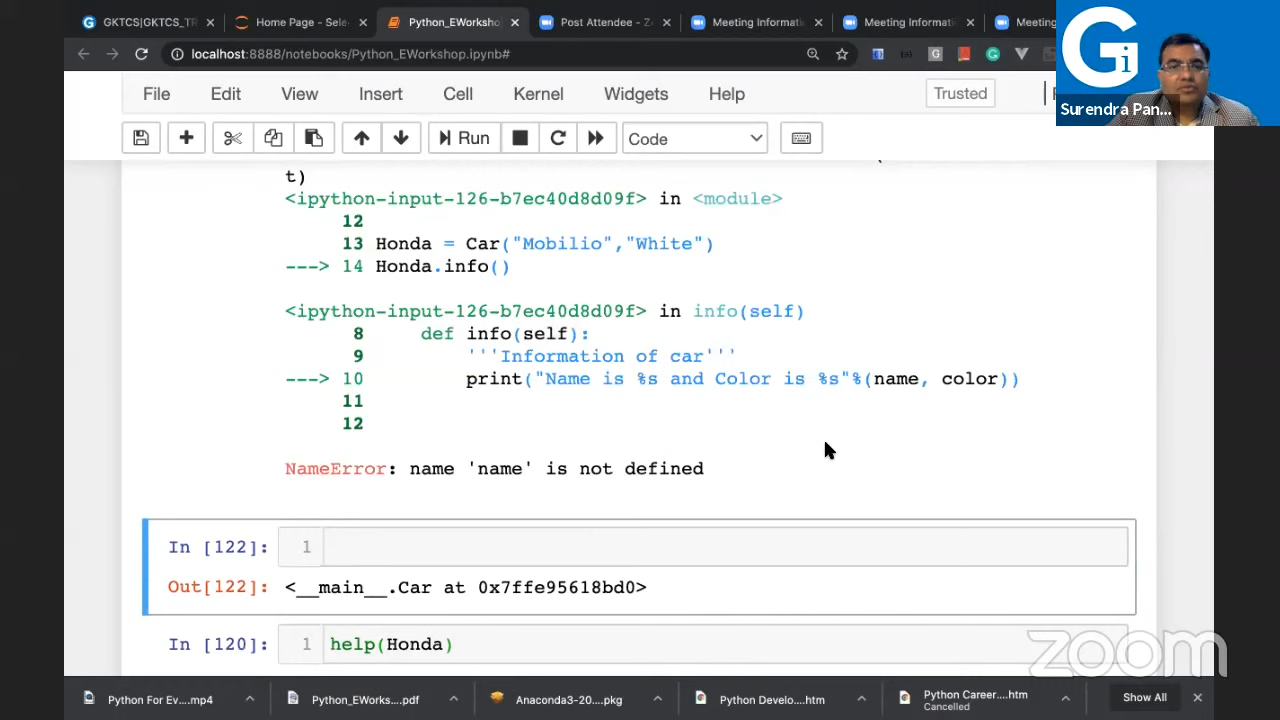 GKTCS|GKTCS_TR
Home Page - Sele
Python_EWorksho
Post Attendee - Z
Meeting Informati
Meeting Informati
Meeting
localhost:8888/notebooks/Python_EWorkshop.ipynb#
Gi
Surendra Pan...
File Edit View Insert Cell Kernel Widgets Help Trusted
Run Code
t)
<ipython-input-126-b7ec40d8d09f> in <module>
12
13 Honda = Car("Mobilio","White")
---> 14 Honda.info()
<ipython-input-126-b7ec40d8d09f> in info(self)
8 def info(self):
9 '''Information of car'''
---> 10 print("Name is %s and Color is %s"%(name, color))
11
12
NameError: name 'name' is not defined
In [122]: 1
Out[122]: <__main__.Car at 0x7ffe95618bd0>
In [120]: 1 help(Honda)
zoom
Python For Ev....mp4
Python_EWorks....pdf
Anaconda3-20....pkg
Python Develo....htm
Python Career....htm
Cancelled
Show All